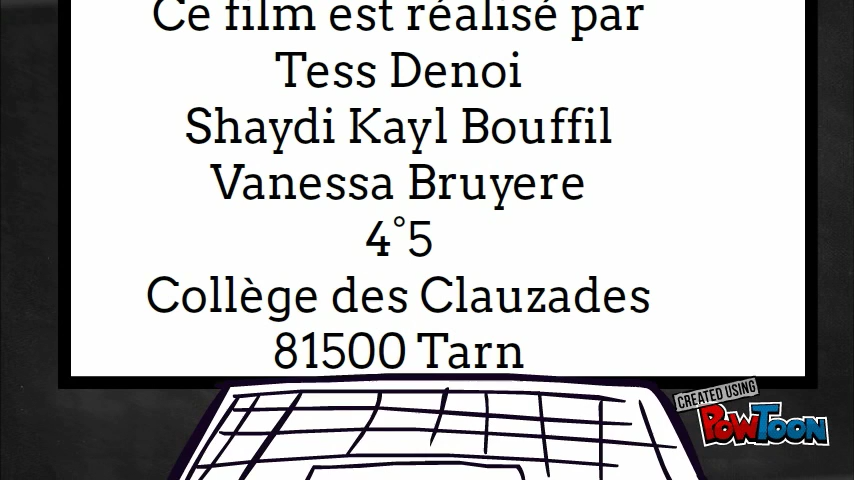 Ce film est réalisé par
Tess Denoi
Shaydi Kayl Bouffil
Vanessa Bruyere
4°5
Collège des Clauzades
81500 Tarn
CREATED USING
POWTOON